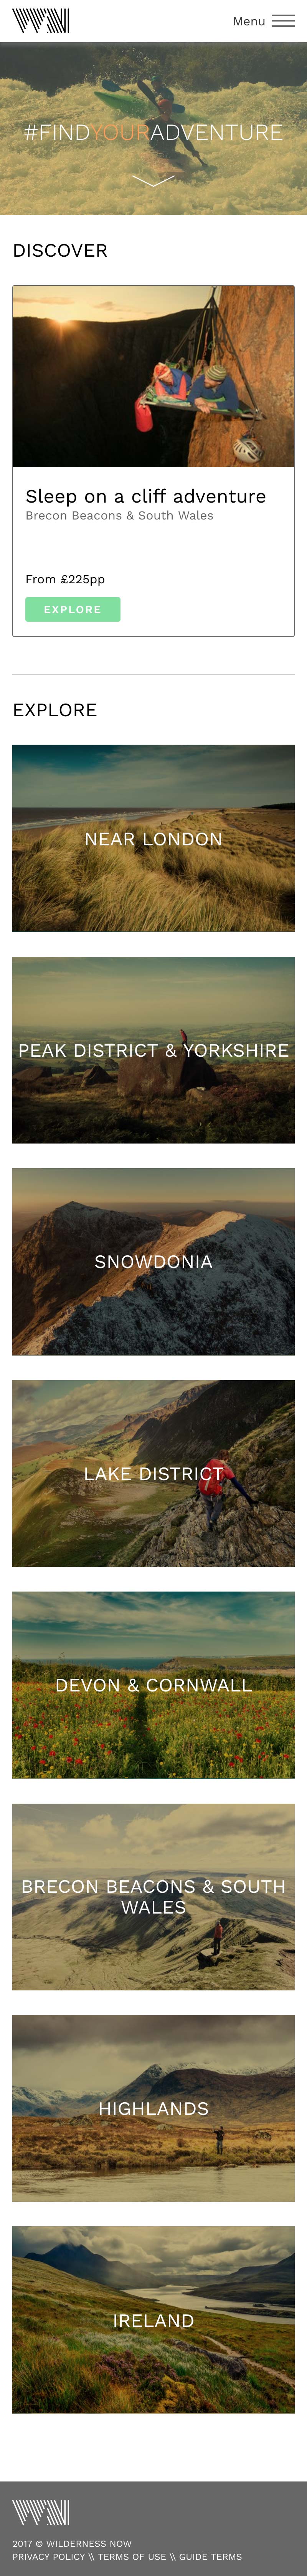 WN
Menu
#FINDYOURADVENTURE
DISCOVER
Sleep on a cliff adventure
Brecon Beacons & South Wales
From £225pp
EXPLORE
EXPLORE
NEAR LONDON
PEAK DISTRICT & YORKSHIRE
SNOWDONIA
LAKE DISTRICT
DEVON & CORNWALL
BRECON BEACONS & SOUTH
WALES
HIGHLANDS
IRELAND
WN
2017 © WILDERNESS NOW
PRIVACY POLICY \\ TERMS OF USE \\ GUIDE TERMS